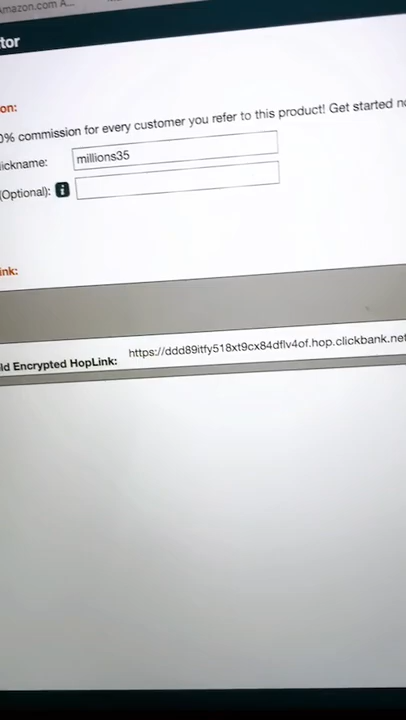 Amazon.com A...
tor
on:
0% commission for every customer you refer to this product! Get started n
ickname:
millions35
(Optional): i
ink:
ld Encrypted HopLink:
https://ddd89itfy518xt9cx84dflv4of.hop.clickbank.net